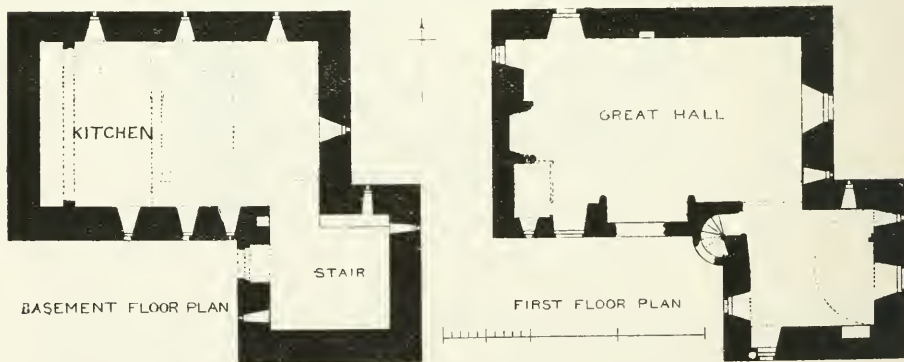 KITCHEN
STAIR
BASEMENT FLOOR PLAN
GREAT HALL
FIRST FLOOR PLAN